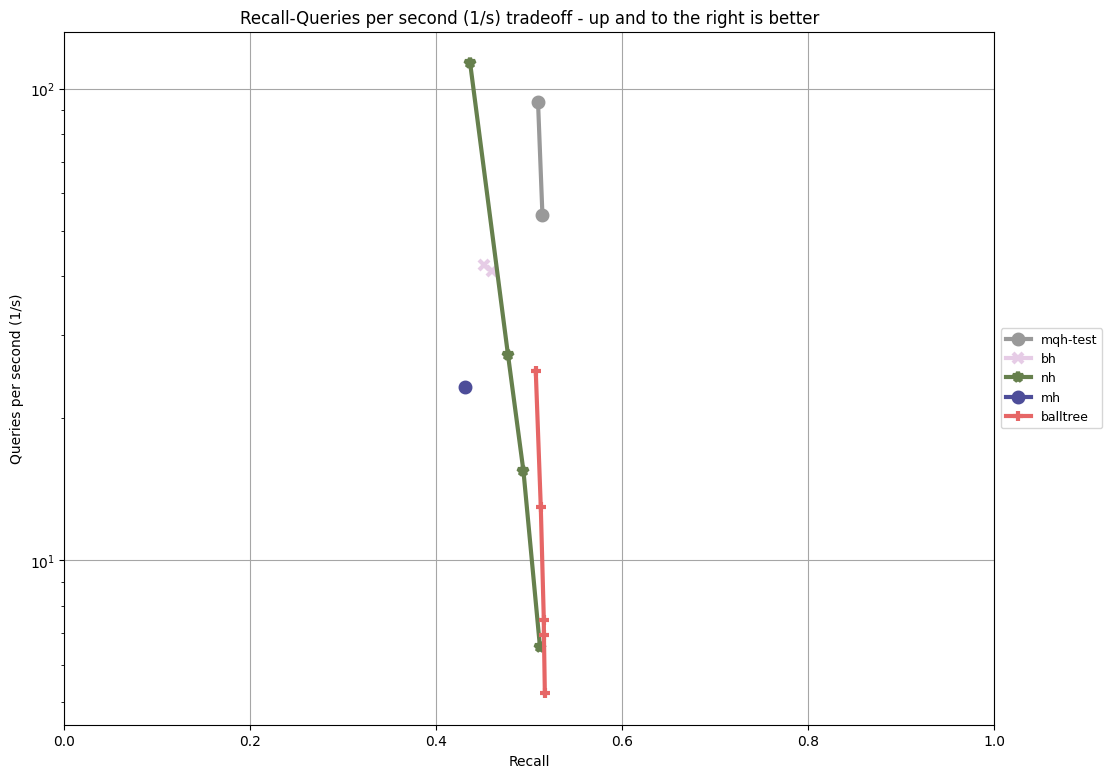 Recall-Queries per second (1/s) tradeoff - up and to the right is better
10²
10¹
Queries per second (1/s)
0.0 0.2 0.4 0.6 0.8 1.0
Recall
mqh-test
bh
nh
mh
balltree